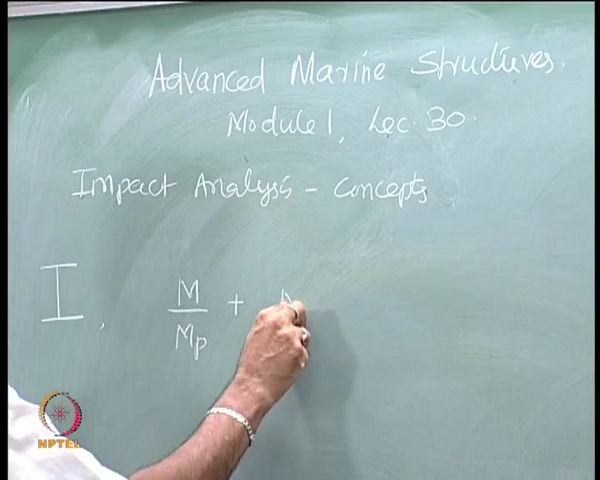 Advanced Marine Structures.
Module 1, Lec. 30.
Impact Analysis - Concepts
I, M/Mp +
NPTEL